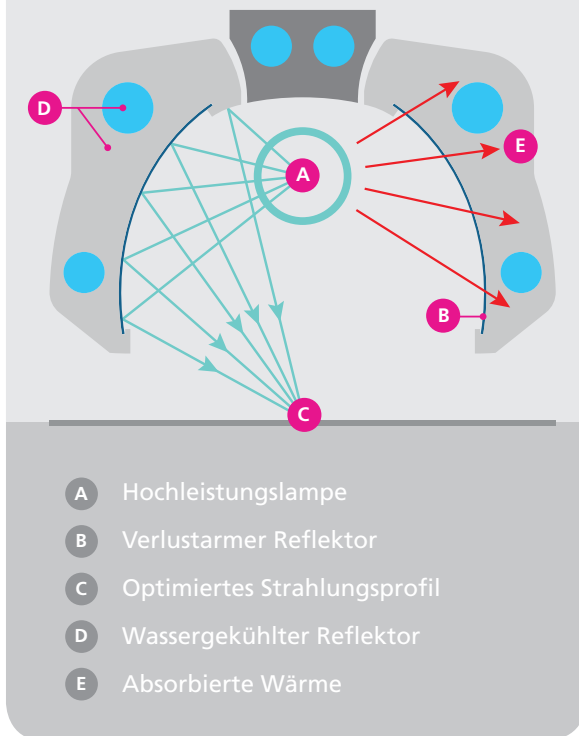 D
E
A
B
C
A Hochleistungslampe
B Verlustarmer Reflektor
C Optimiertes Strahlungsprofil
D Wassergekühlter Reflektor
E Absorbierte Wärme